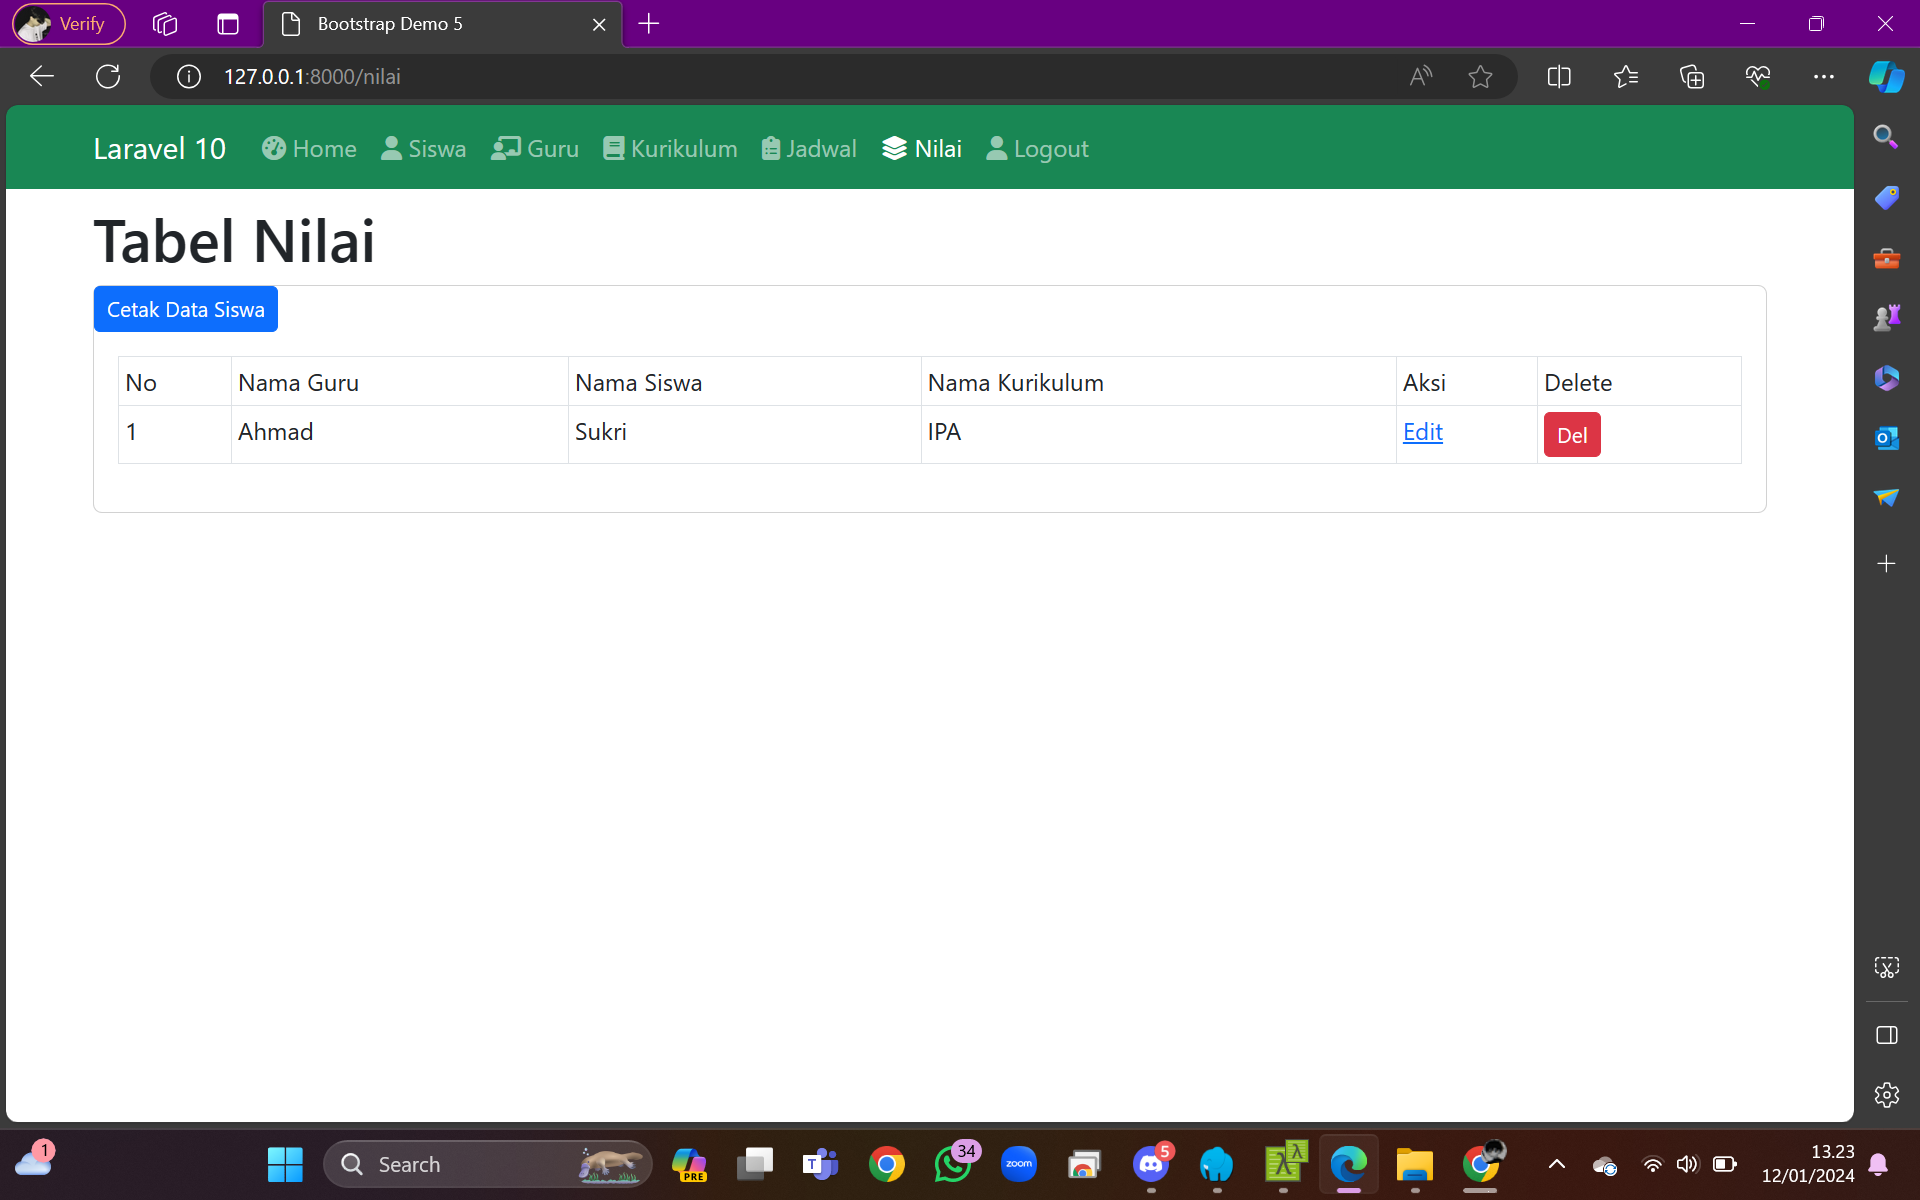 Verify
Bootstrap Demo 5
127.0.0.1:8000/nilai
Laravel 10 Home Siswa Guru Kurikulum Jadwal Nilai Logout
Tabel Nilai
Cetak Data Siswa
No Nama Guru Nama Siswa Nama Kurikulum Aksi Delete
1 Ahmad Sukri IPA Edit Del
1
Search
PRE
T
34
zoom
5
13.23
12/01/2024